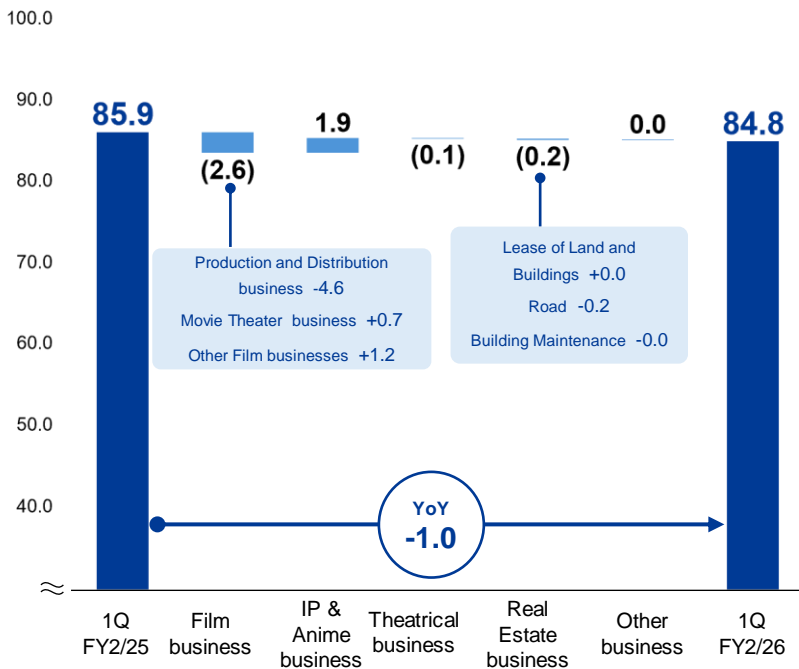 100.0
90.0
80.0
70.0
60.0
50.0
40.0
85.9
(2.6)
1.9
(0.1)
(0.2)
0.0
84.8
Production and Distribution
business -4.6
Movie Theater business +0.7
Other Film businesses +1.2
Lease of Land and
Buildings +0.0
Road -0.2
Building Maintenance -0.0
YoY
-1.0
1Q
FY2/25
Film
business
IP &
Anime
business
Theatrical
business
Real
Estate
business
Other
business
1Q
FY2/26